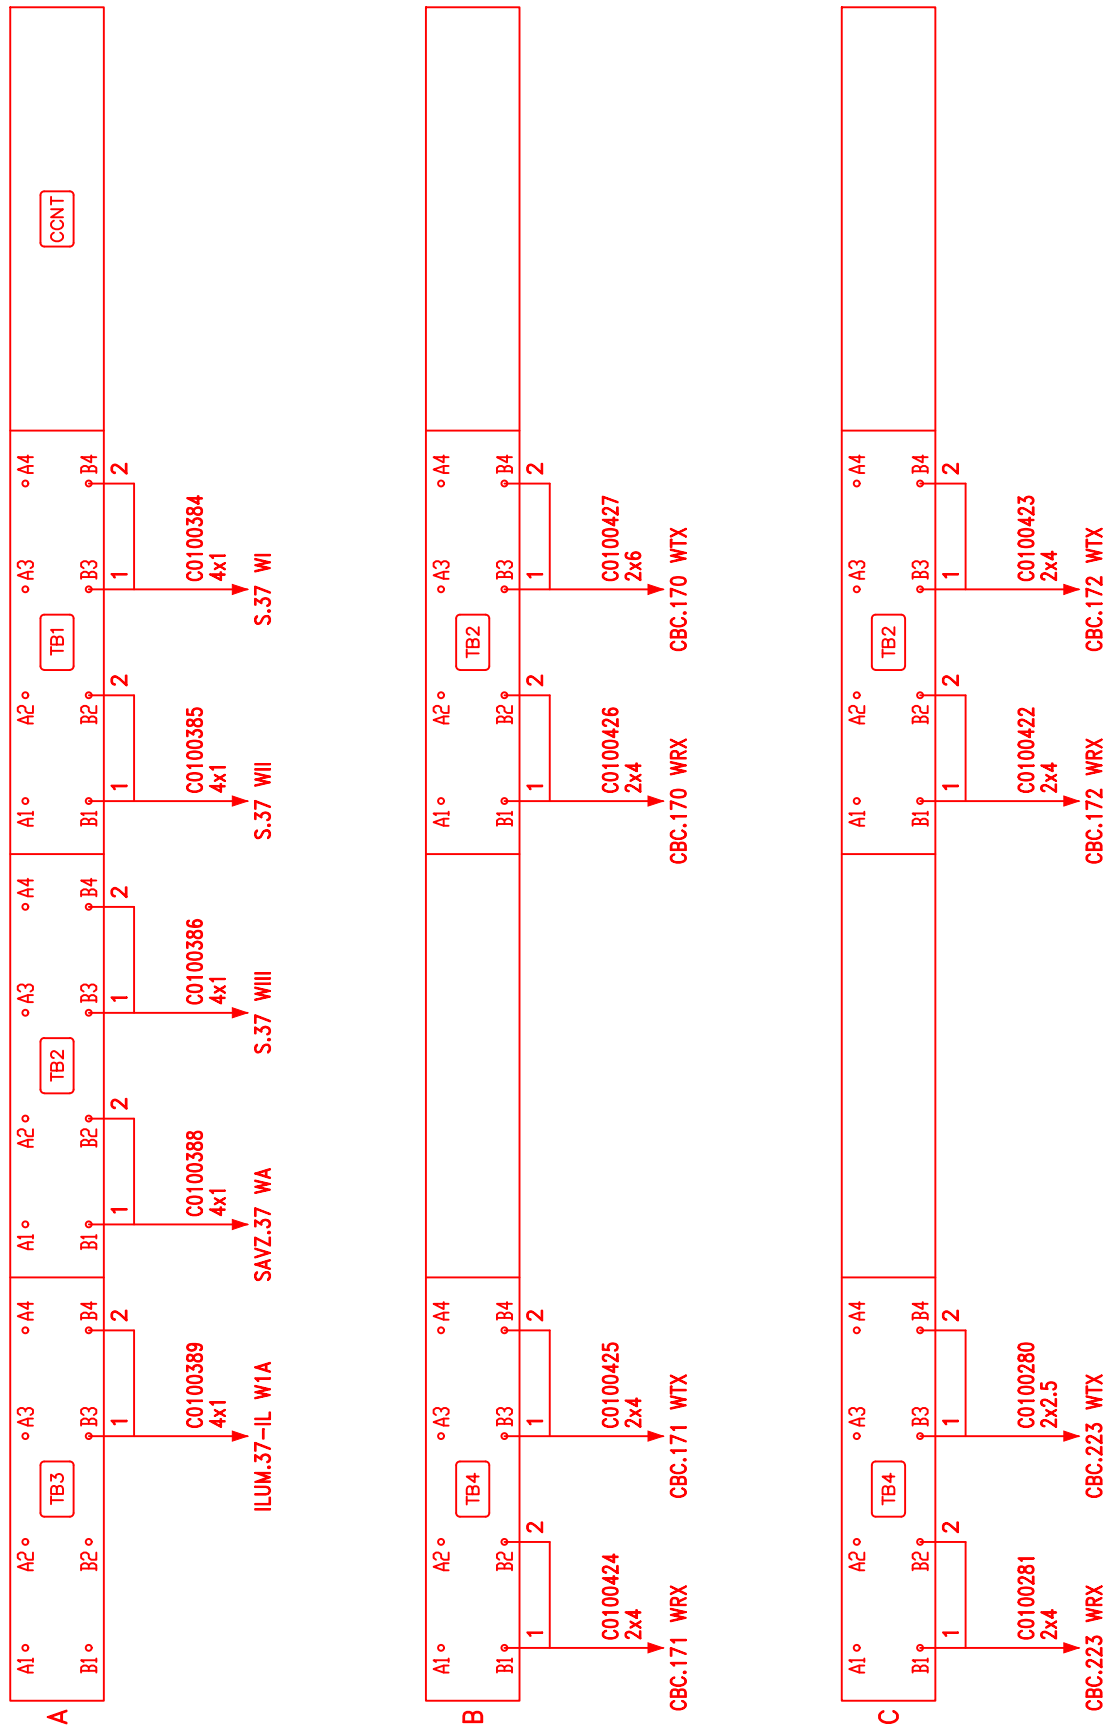 A
A1 A2 A3 A4
TB3
B1 B2 B3 B4
1 2
C0100389
4x1
ILUM.37-IL W1A
A1 A2 A3 A4
TB2
B1 B2 B3 B4
1 2 1 2
C0100388
4x1
SAVZ.37 WA
C0100386
4x1
S.37 WIII
A1 A2 A3 A4
TB1
B1 B2 B3 B4
1 2 1 2
C0100385
4x1
S.37 WII
C0100384
4x1
S.37 WI
CCNT
B
A1 A2 A3 A4
TB4
B1 B2 B3 B4
1 2 1 2
C0100424
2x4
CBC.171 WRX
C0100425
2x4
CBC.171 WTX
A1 A2 A3 A4
TB2
B1 B2 B3 B4
1 2 1 2
C0100426
2x4
CBC.170 WRX
C0100427
2x6
CBC.170 WTX
C
A1 A2 A3 A4
TB4
B1 B2 B3 B4
1 2 1 2
C0100281
2x4
CBC.223 WRX
C0100280
2x2.5
CBC.223 WTX
A1 A2 A3 A4
TB2
B1 B2 B3 B4
1 2 1 2
C0100422
2x4
CBC.172 WRX
C0100423
2x4
CBC.172 WTX